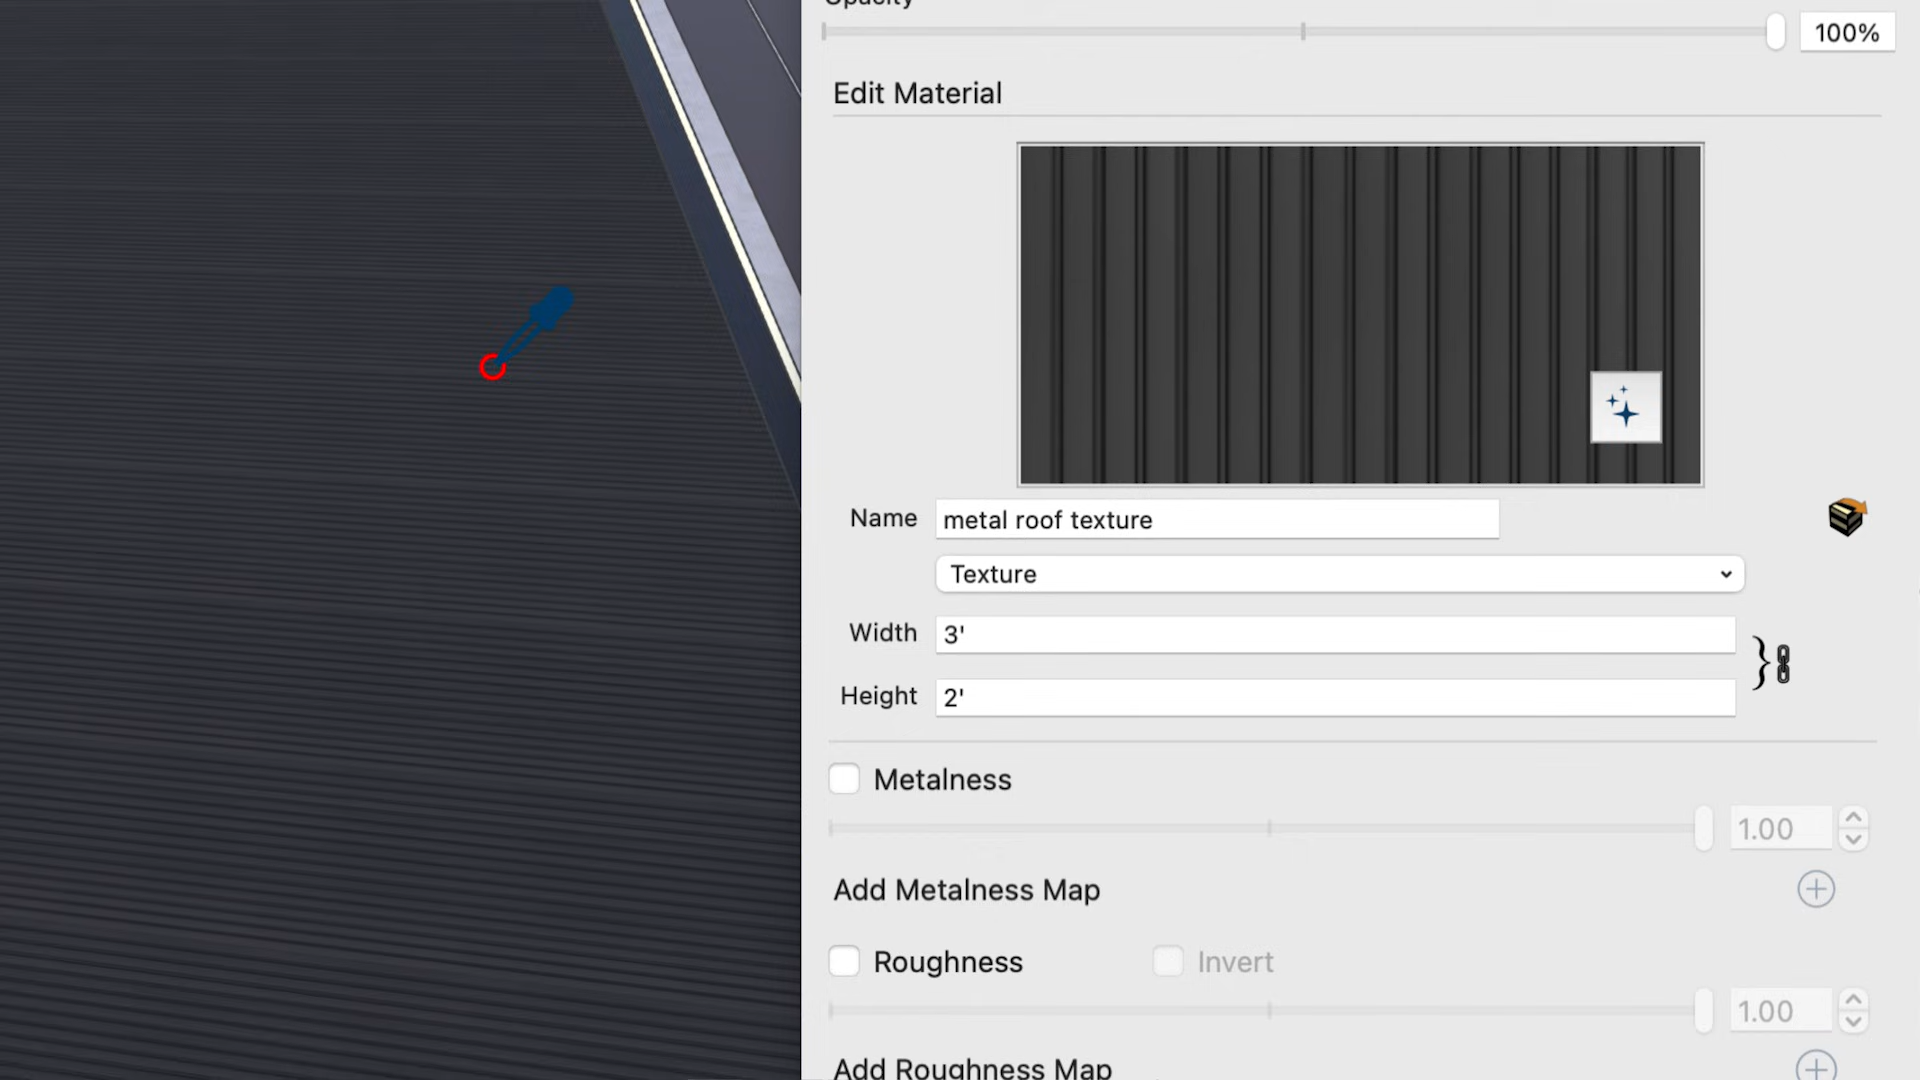 Opacity
100%
Edit Material
Name metal roof texture
Texture
Width 3'
Height 2'
Metalness
1.00
Add Metalness Map
Roughness Invert
1.00
Add Roughness Map